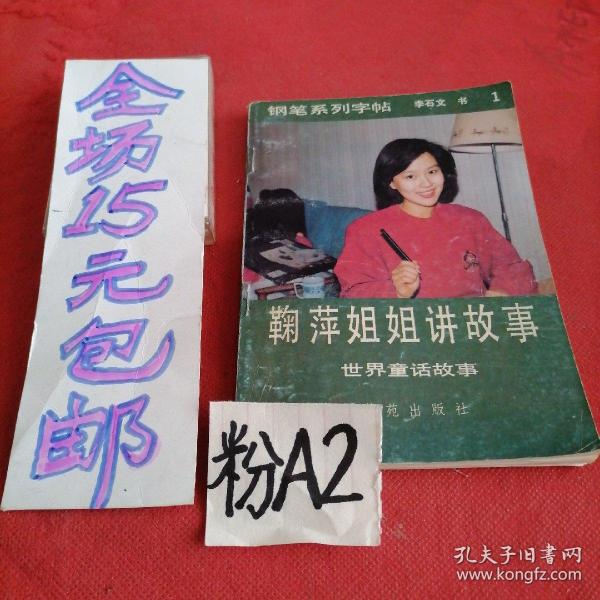 全场15元包邮
钢笔系列字帖 李石文 书 1
鞠萍姐姐讲故事
世界童话故事
苑出版社
粉A2
孔夫子旧书网
www.kongfz.com